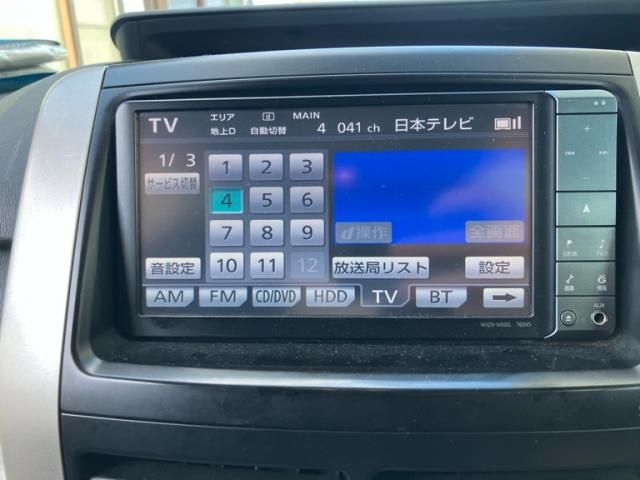 TV エリア 地上D d 自動切替 MAIN 4 041 ch 日本テレビ
1/ 3
サービス切替
1 2 3
4 5 6
7 8 9
d操作 全画面
音設定 10 11 12 放送局リスト 設定
AM FM CD/DVD HDD TV BT
NHZN-W60G 76045
AUX